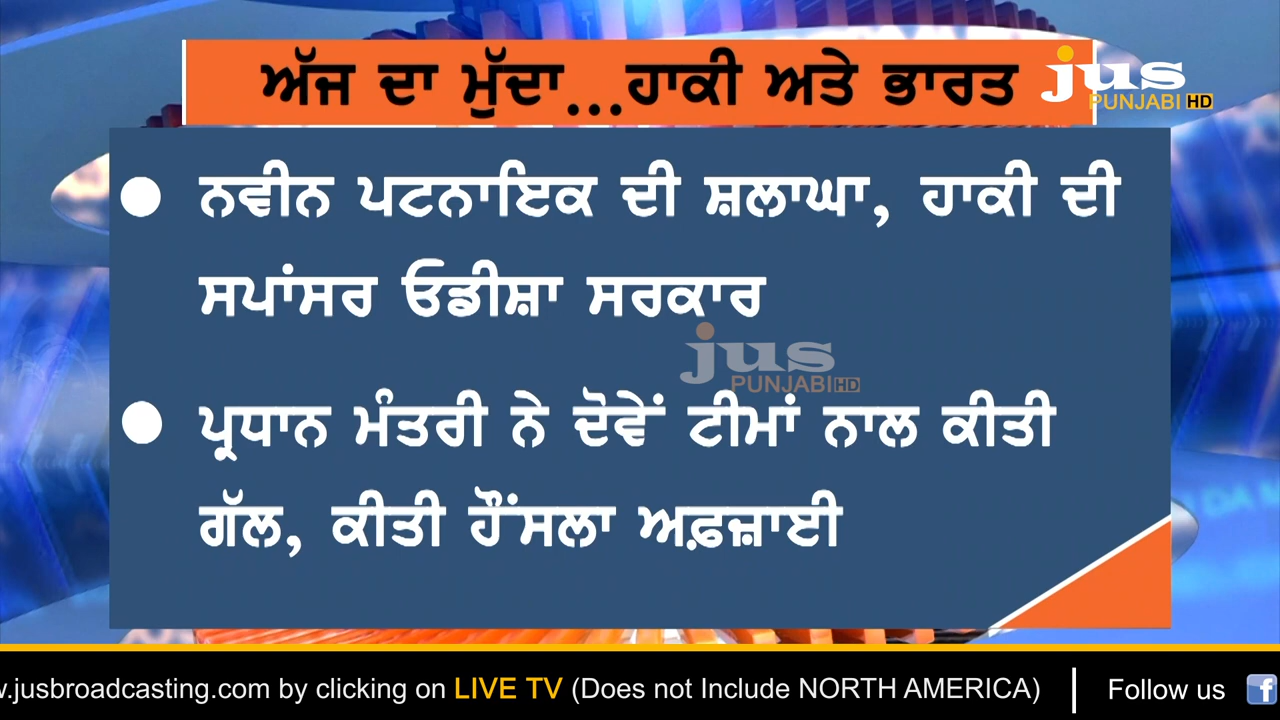 ਅੱਜ ਦਾ ਮੁੱਦਾ...ਹਾਕੀ ਅਤੇ ਭਾਰਤ
jus
PUNJABI HD
ਨਵੀਨ ਪਟਨਾਇਕ ਦੀ ਸ਼ਲਾਘਾ, ਹਾਕੀ ਦੀ
ਸਪਾਂਸਰ ਓਡੀਸ਼ਾ ਸਰਕਾਰ
jus
PUNJABI HD
ਪ੍ਰਧਾਨ ਮੰਤਰੀ ਨੇ ਦੋਵੇਂ ਟੀਮਾਂ ਨਾਲ ਕੀਤੀ
ਗੱਲ, ਕੀਤੀ ਹੌਂਸਲਾ ਅਫ਼ਜ਼ਾਈ
.jusbroadcasting.com by clicking on LIVE TV (Does not Include NORTH AMERICA) | Follow us f